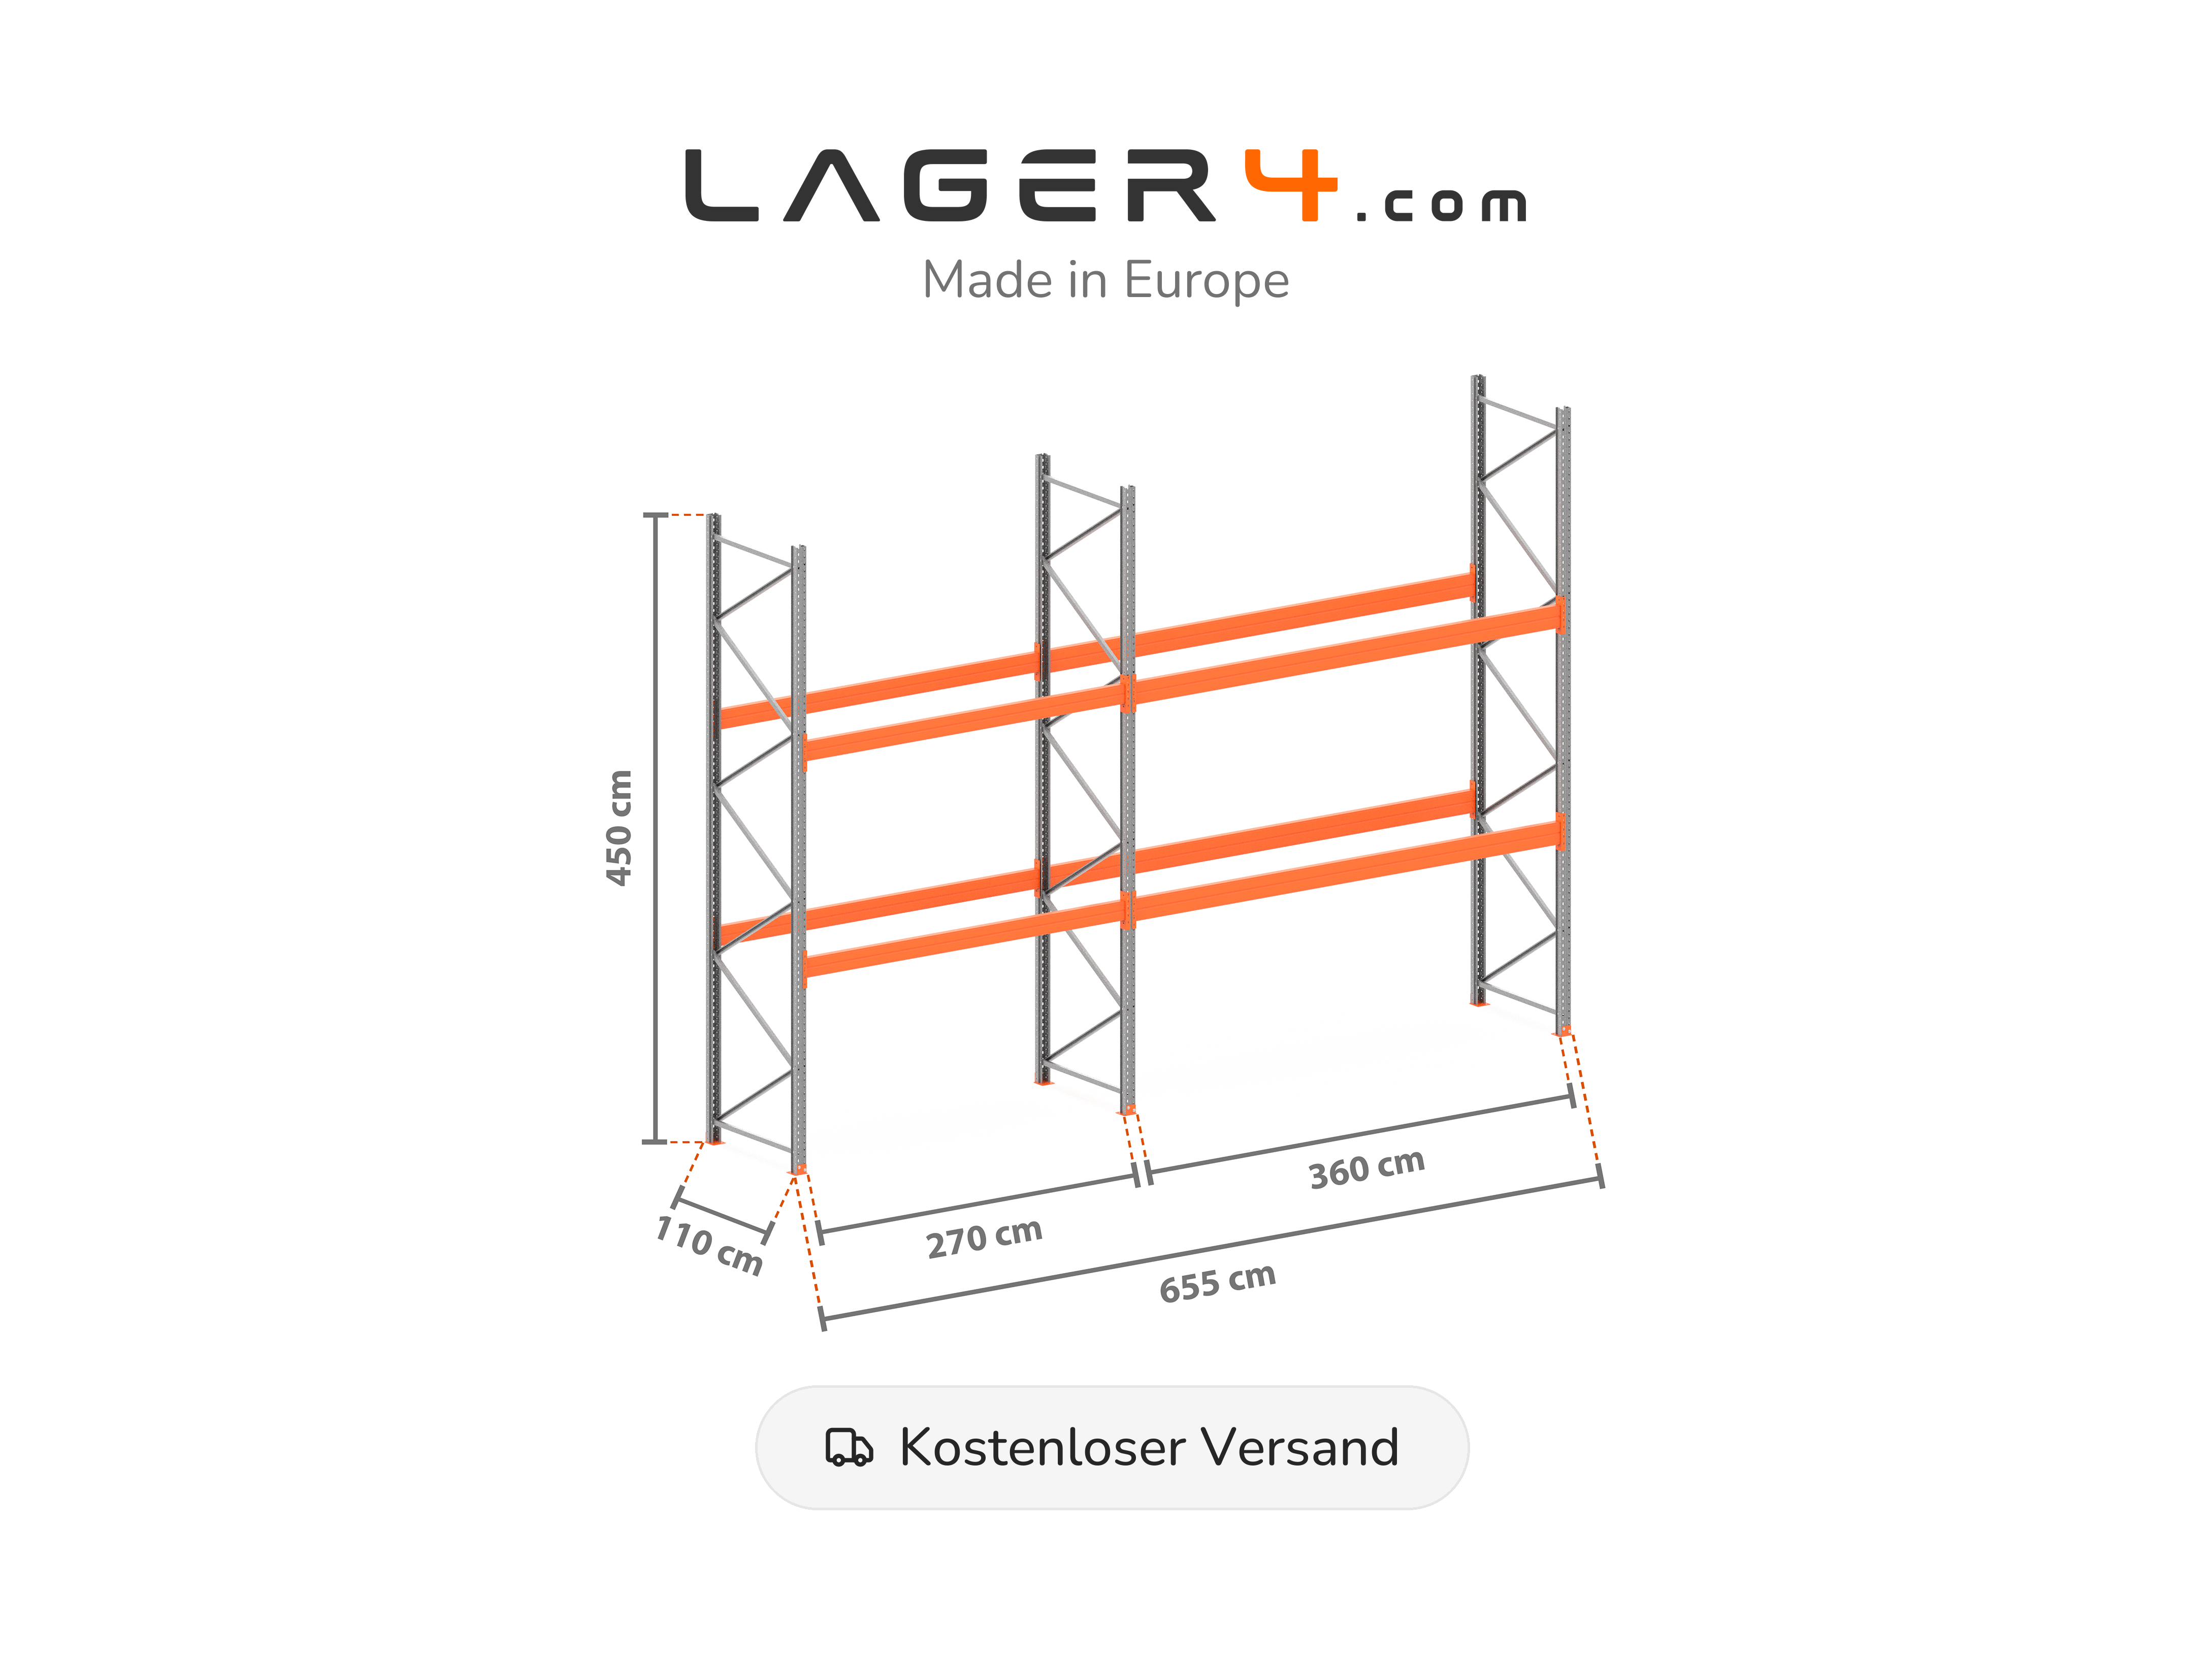 LAGER4.com
Made in Europe
450 cm
110 cm
270 cm
360 cm
655 cm
Kostenloser Versand